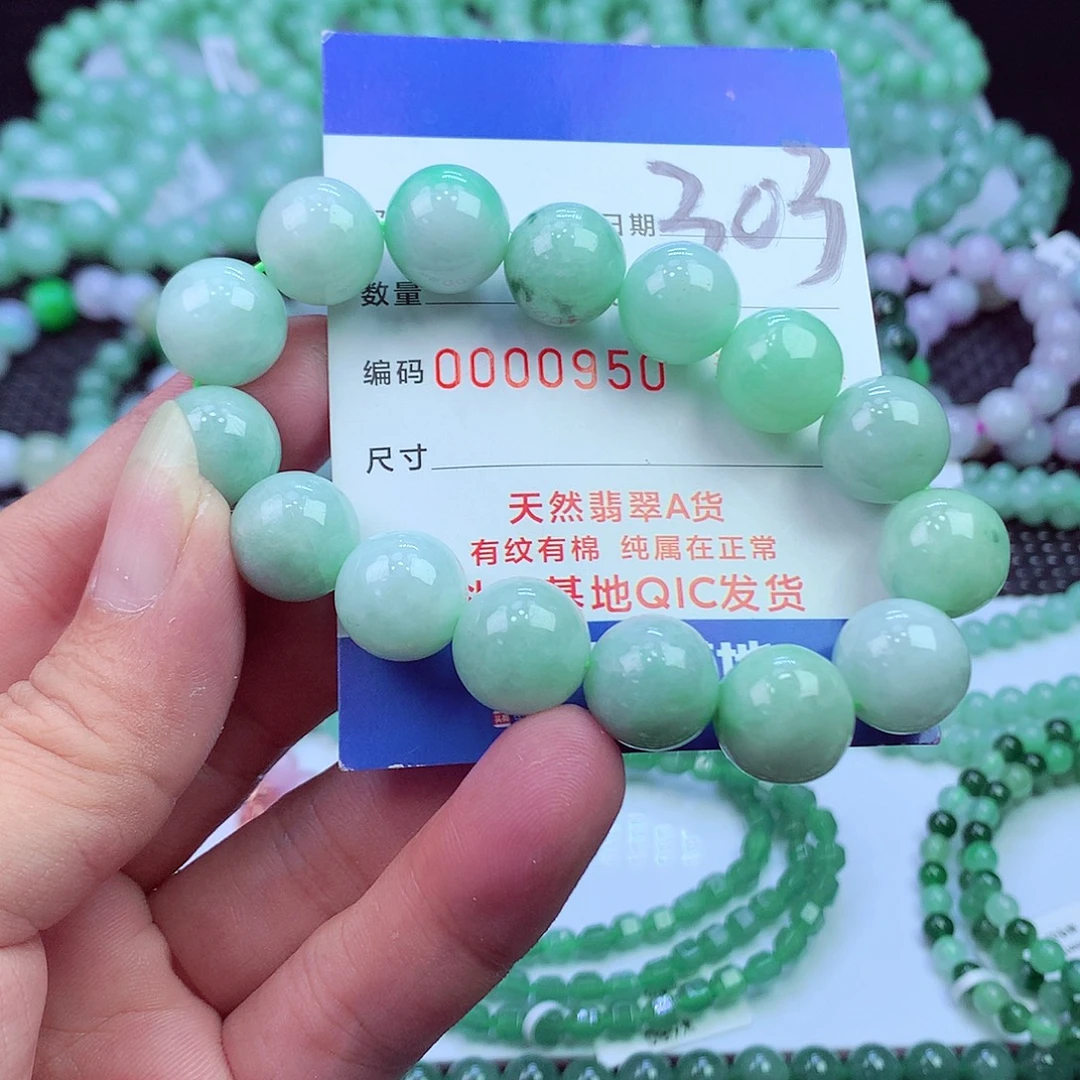 日期 303
数量
编码 0000950
尺寸
天然翡翠A货
有纹有棉 纯属在正常
基地QIC发货
地